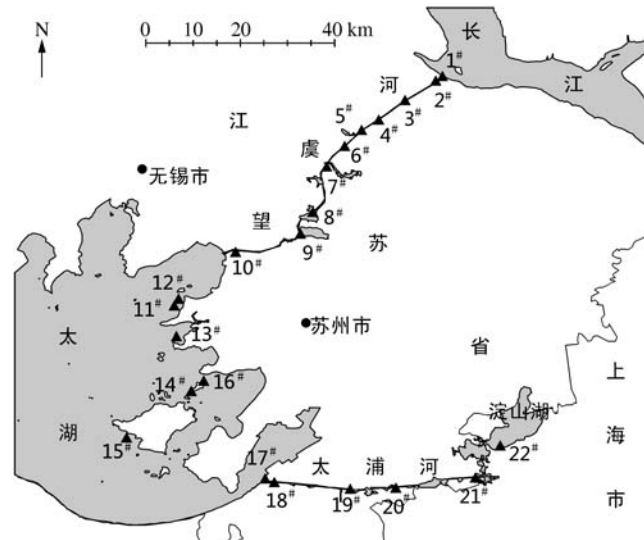 N
0 20 40 km
长
江
1#
2#
河
3#
4#
5#
江
6#
虞
7#
无锡市
8#
望
苏
9#
10#
12#
11#
苏州市
太
13#
省
上
16#
14#
淀山湖
海
湖
15#
22#
17#
太 浦 河
市
18#
19#
20#
21#